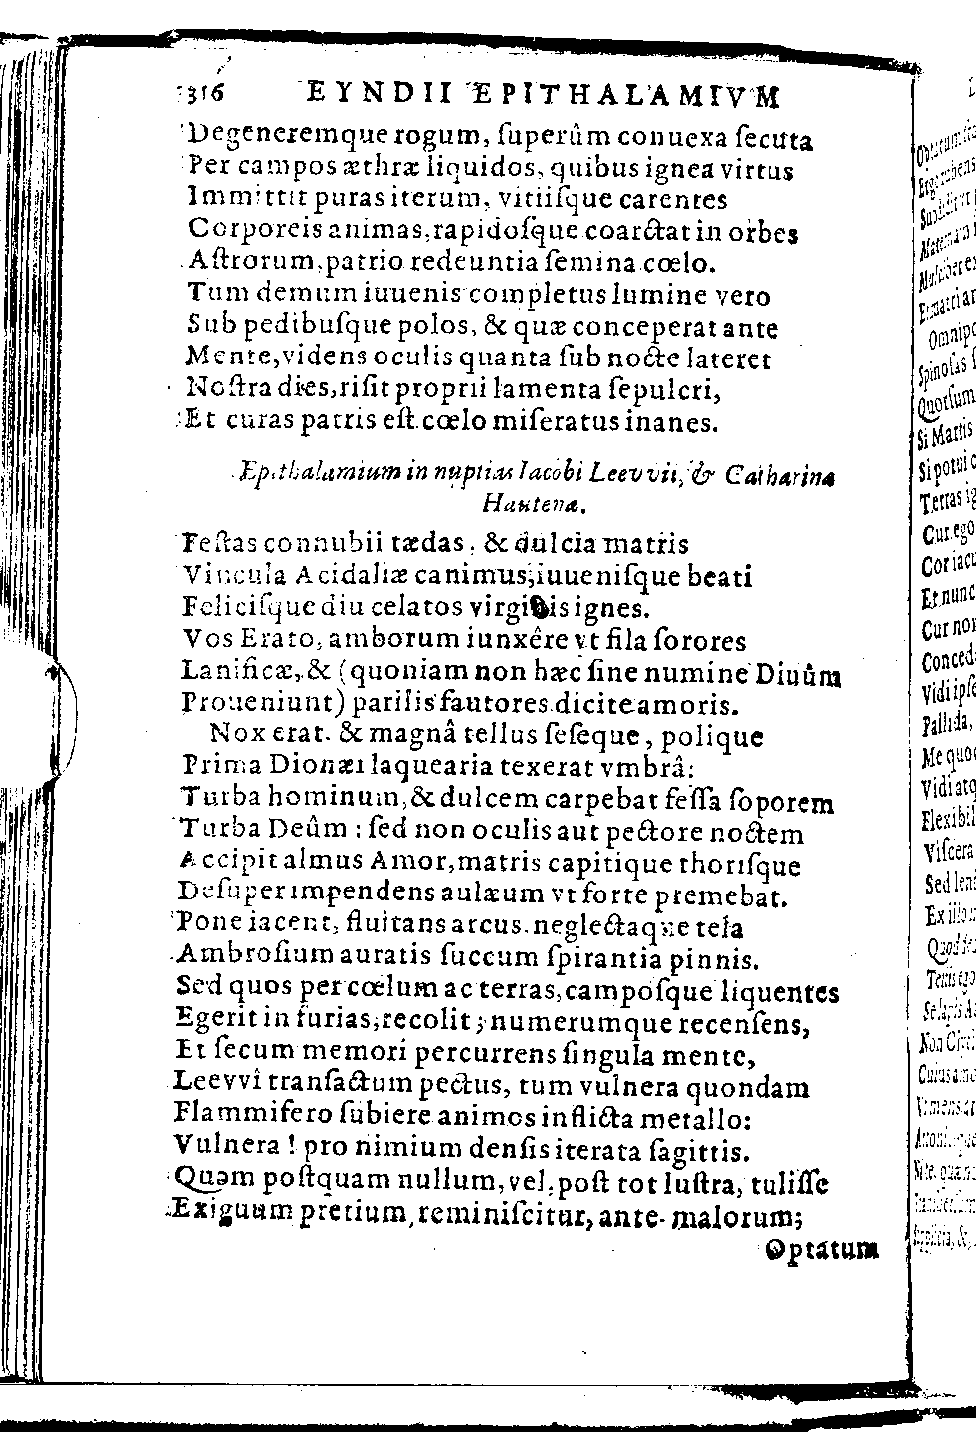 316 EYNDII EPITHALAMIVM
Degeneremque rogum, ſuperûm conuexa ſecuta
Per campos æthræ liquidos, quibus ignea virtus
Immittit puras iterum, vitiiſque carentes
Corporeis animas, rapidoſque coarctat in orbes
Aſtrorum, patrio redeuntia ſemina cœlo.
Tum demum iuuenis completus lumine vero
Sub pedibuſque polos, & quæ conceperat ante
Mente, videns oculis quanta ſub nocte lateret
Noſtra dies, riſit proprii lamenta ſepulcri,
Et curas patris eſt cœlo miſeratus inanes.
Epithalamium in nuptias Iacobi Leevvii, & Catharina
Hautena.
Feſtas connubii tædas, & dulcia matris
Vincula Acidaliæ canimus, iuueniſque beati
Feliciſque diu celatos virginis ignes.
Vos Erato, amborum iunxêre vt fila ſorores
Lanificæ, & (quoniam non hæc ſine numine Diuûm
Proueniunt) parilis fautores dicite amoris.
Nox erat. & magnâ tellus ſeſeque, polique
Prima Dionæi laquearia texerat vmbrâ:
Turba hominum, & dulcem carpebat feſſa ſoporem
Turba Deûm : ſed non oculis aut pectore noctem
Accipit almus Amor, matris capitique thoriſque
Deſuper impendens aulæum vt forte premebat.
Pone iacent, fluitans arcus. neglectaque tela
Ambroſium auratis ſuccum ſpirantia pinnis.
Sed quos per cœlum ac terras, campoſque liquentes
Egerit in furias, recolit; numerumque recenſens,
Et ſecum memori percurrens ſingula mente,
Leevvî tranſactum pectus, tum vulnera quondam
Flammifero ſubiere animos inflicta metallo:
Vulnera ! pro nimium denſis iterata ſagittis.
Quam poſtquam nullum, vel, poſt tot luſtra, tuliſſe
Exiguum pretium, reminiſcitur, ante malorum;
Optatum